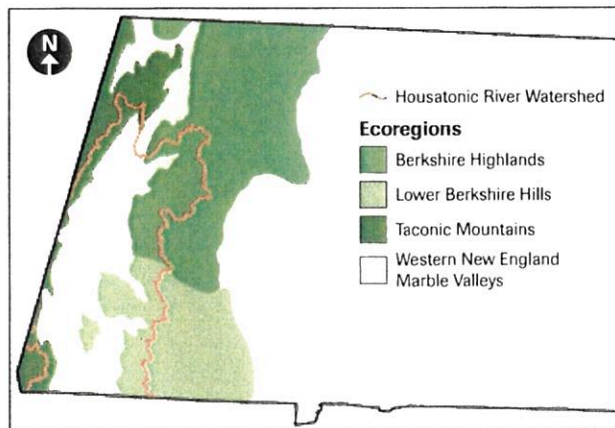 N
Housatonic River Watershed
Ecoregions
Berkshire Highlands
Lower Berkshire Hills
Taconic Mountains
Western New England
Marble Valleys